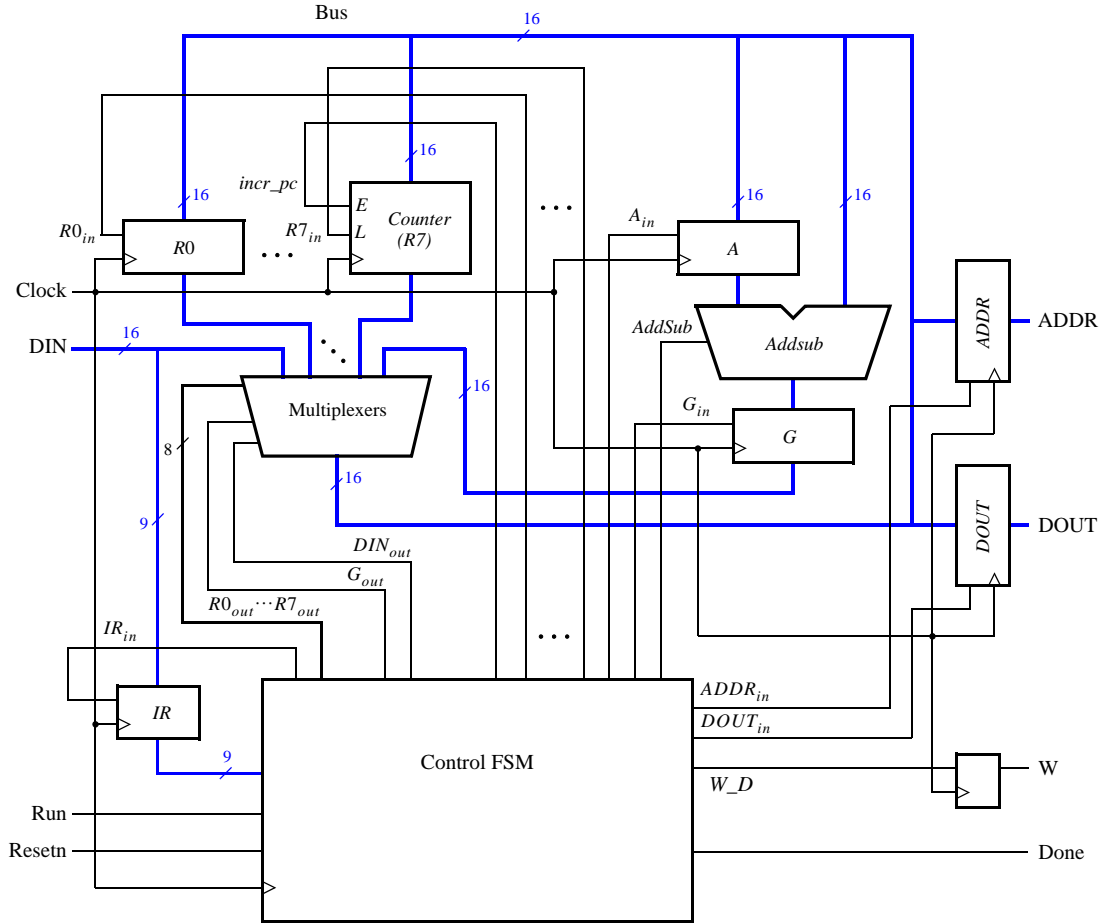 Bus
16
16
incr_pc
E
Counter
(R7)
L
R7in
16
R0in
R0
Ain
A
16
16
Clock
DIN
16
Multiplexers
16
8
16
AddSub
Addsub
Gin
G
ADDR
ADDR
DOUT
DOUT
9
DINout
Gout
R0out···R7out
IRin
IR
9
Control FSM
ADDRin
DOUTin
W_D
W
Run
Resetn
Done